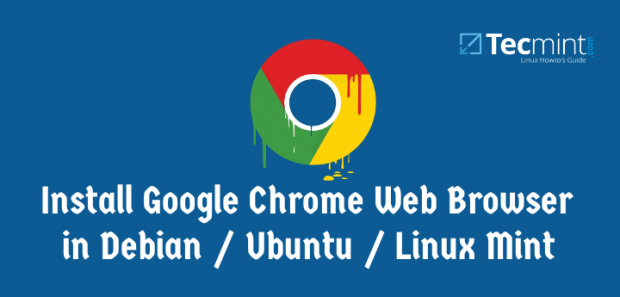 Tecmint.com
Linux Howto's Guide
Install Google Chrome Web Browser
in Debian / Ubuntu / Linux Mint